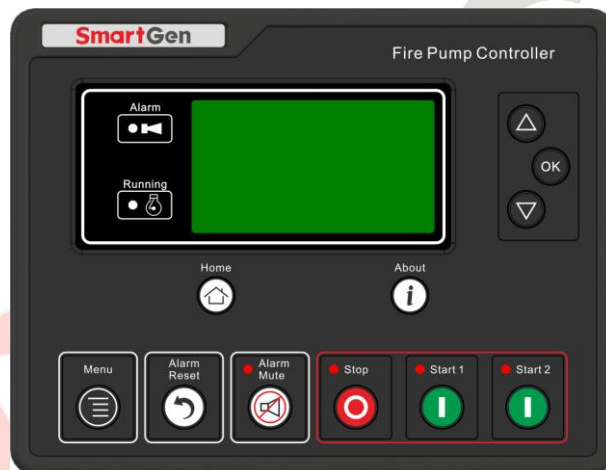 SmartGen
Fire Pump Controller
Alarm
Running
OK
Home
About
i
Menu
Alarm
Reset
Alarm
Mute
Stop
Start 1
Start 2